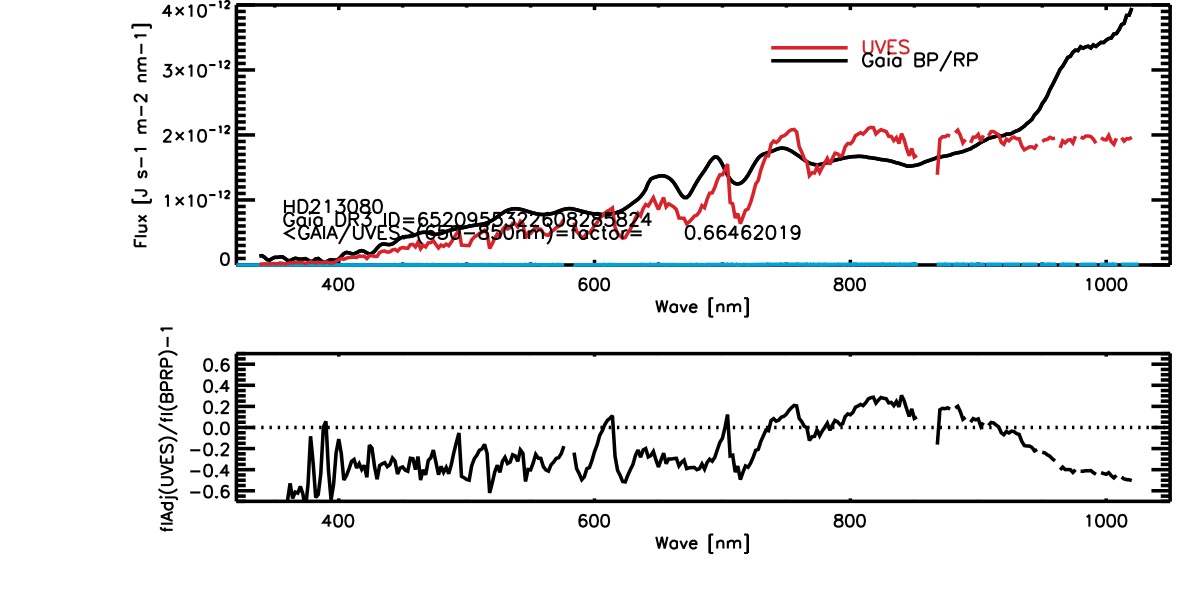 4×10⁻¹²
3×10⁻¹²
2×10⁻¹²
1×10⁻¹²
0
Flux [J s−1 m−2 nm−1]
UVES
Gaia BP/RP
HD213080
Gaia DR3 ID=6520955322608285824
<GAIA/UVES>(650−850nm)=factor= 0.66462019
400 600 800 1000
Wave [nm]
0.6
0.4
0.2
0.0
−0.2
−0.4
−0.6
flAdj(UVES)/fl(BPRP)−1
400 600 800 1000
Wave [nm]